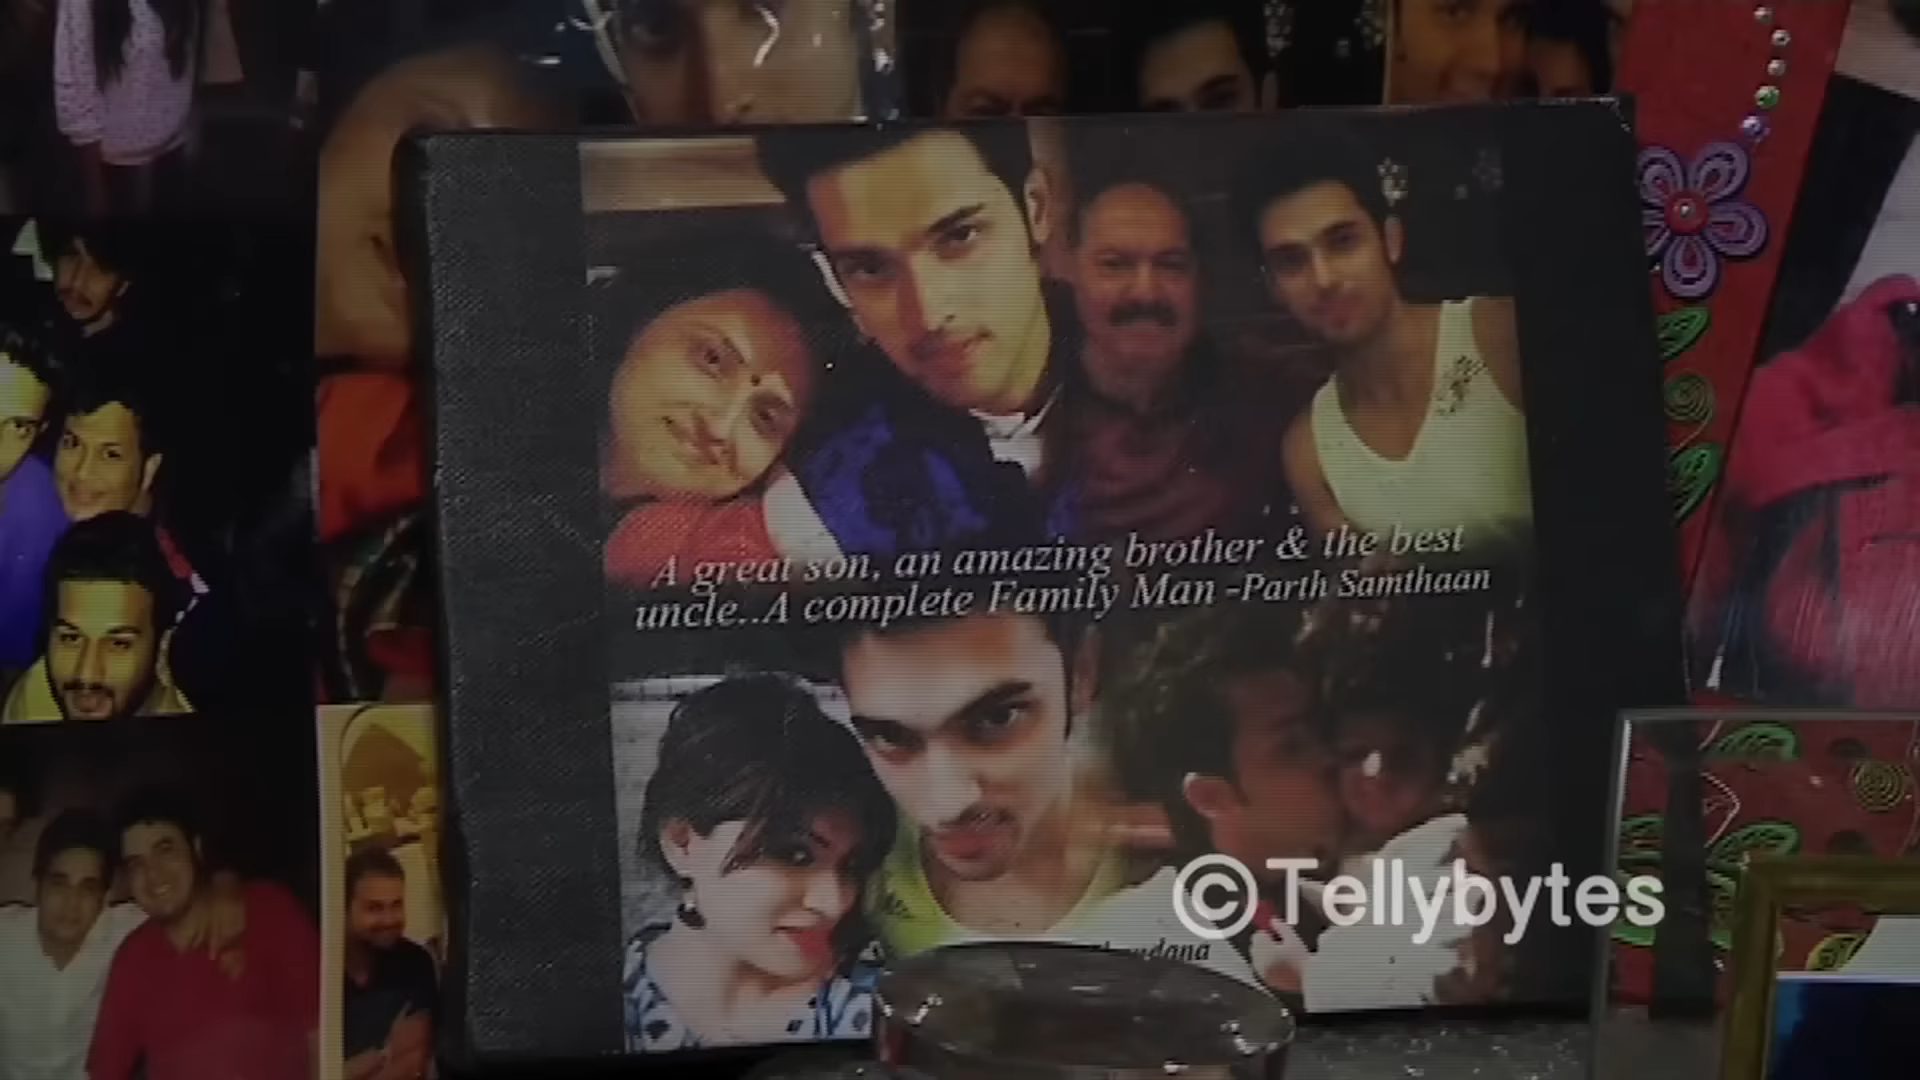 A great son, an amazing brother & the best
uncle..A complete Family Man -Parth Samthaan
©Tellybytes